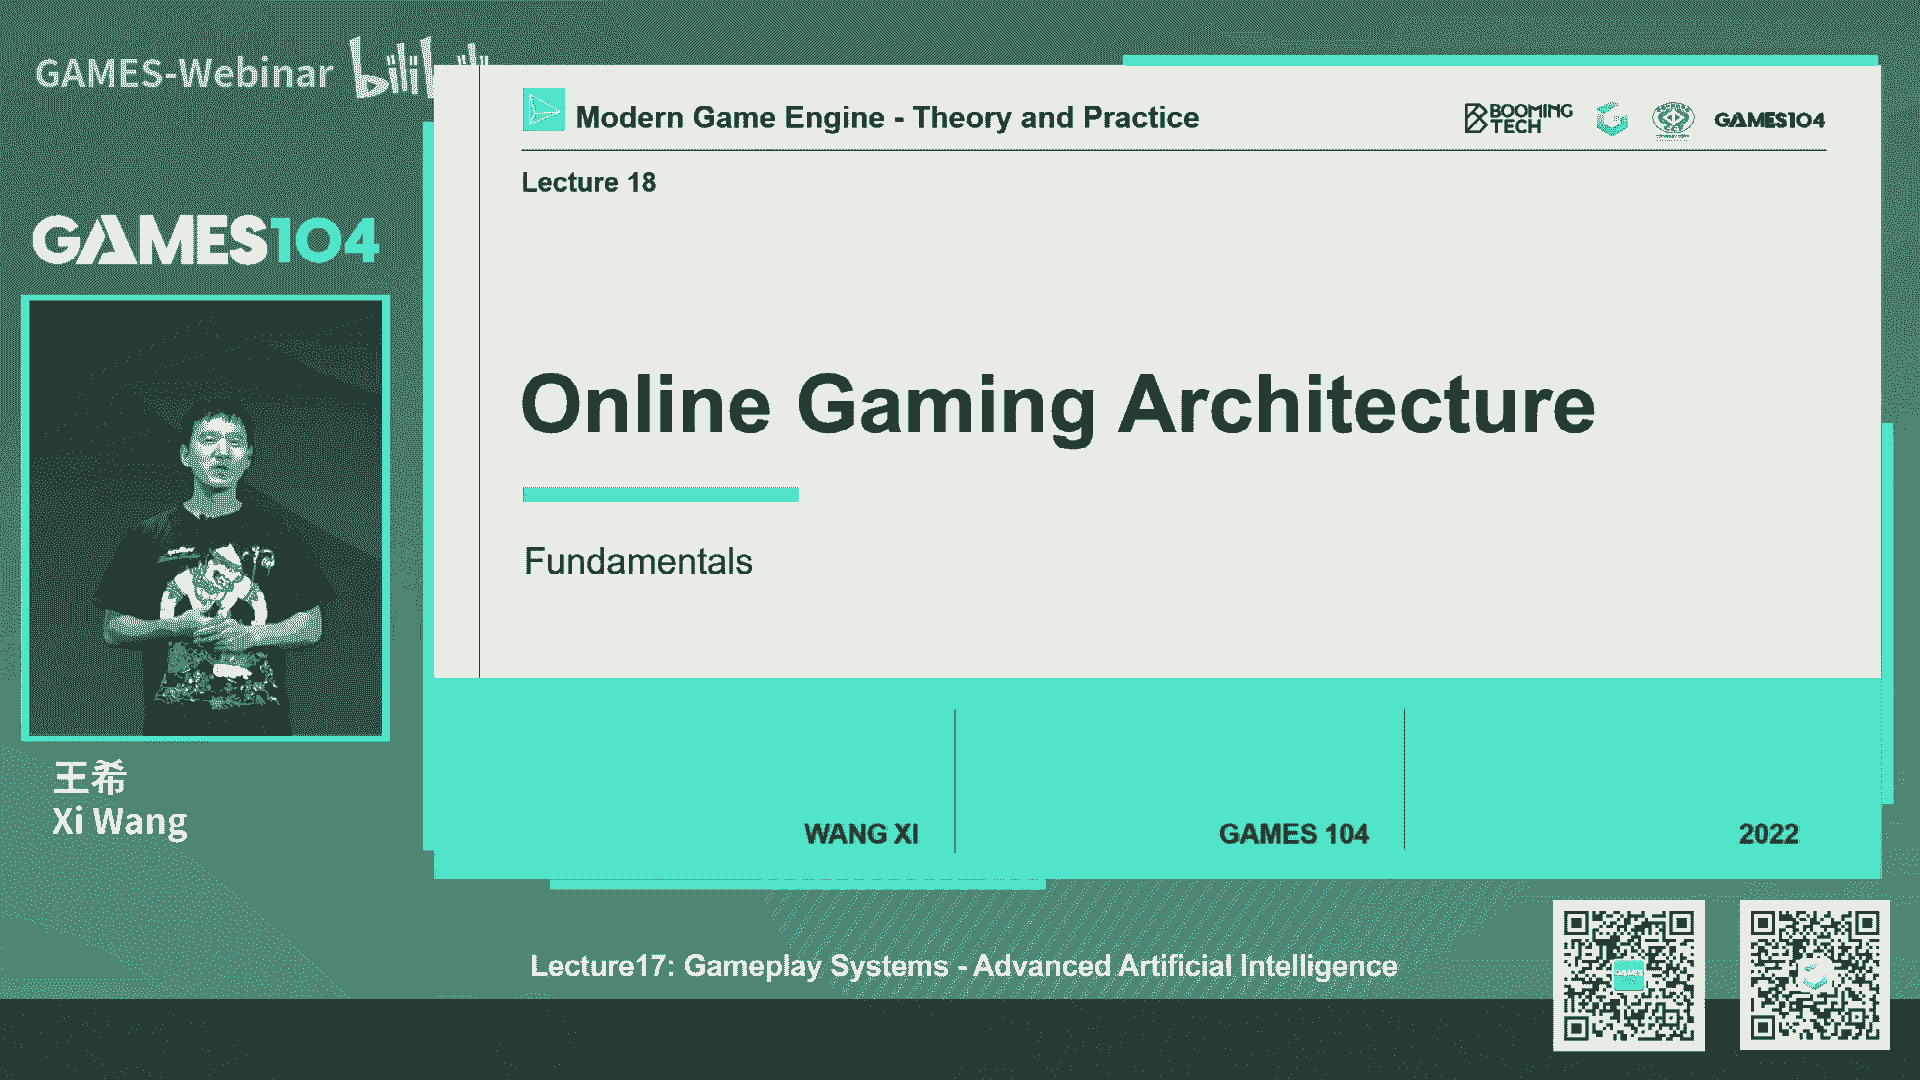 GAMES-Webinar
bilibili
GAMES104
王希
Xi Wang
Modern Game Engine - Theory and Practice
BOOMING TECH
GAMES104
Lecture 18
Online Gaming Architecture
Fundamentals
WANG XI
GAMES 104
2022
Lecture17: Gameplay Systems - Advanced Artificial Intelligence